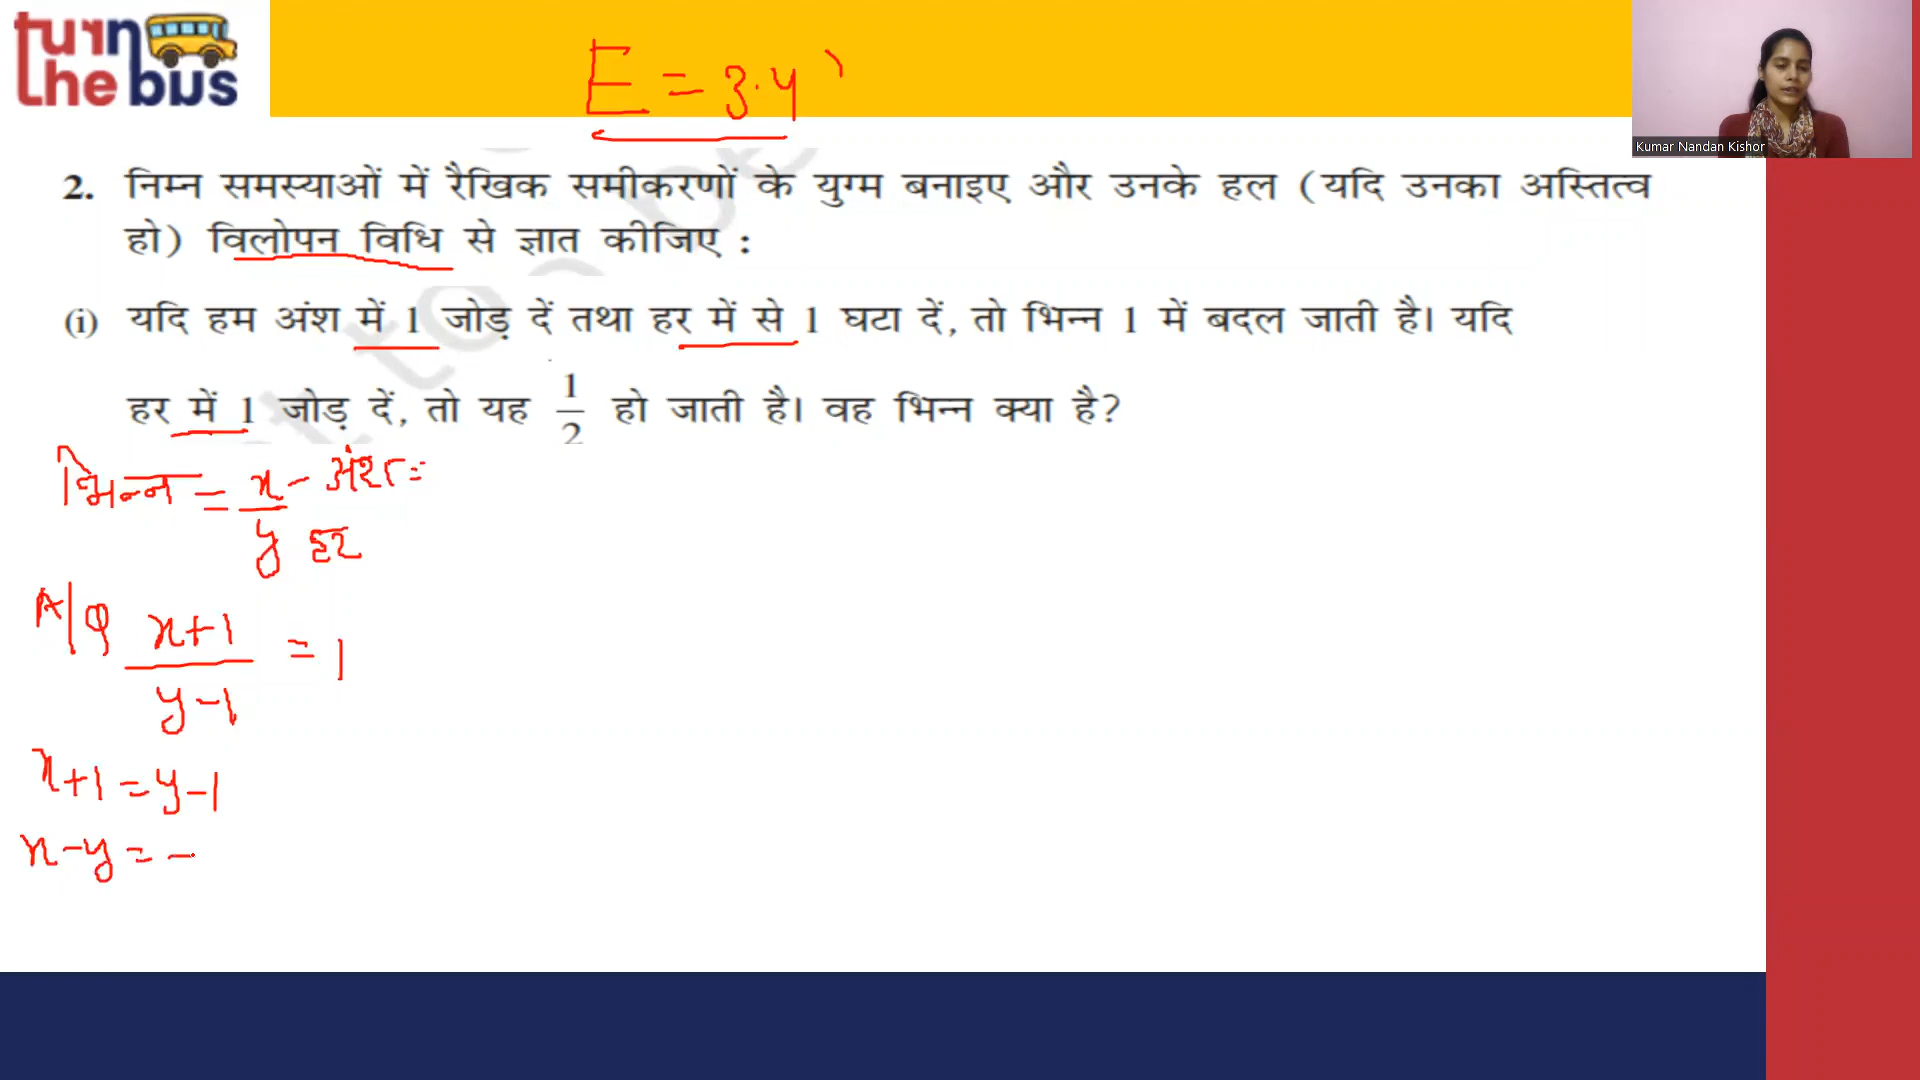 turn
the bus
E = 3.4
Kumar Nandan Kishor
2. निम्न समस्याओं में रैखिक समीकरणों के युग्म बनाइए और उनके हल (यदि उनका अस्तित्व
हो) विलोपन विधि से ज्ञात कीजिए :
(i) यदि हम अंश में 1 जोड़ दें तथा हर में से 1 घटा दें, तो भिन्न 1 में बदल जाती है। यदि
हर में 1 जोड़ दें, तो यह 1/2 हो जाती है। वह भिन्न क्या है?
भिन्न = x/y - अंश =
हर
A/Q x+1/y-1 = 1
x+1 = y-1
x-y = -